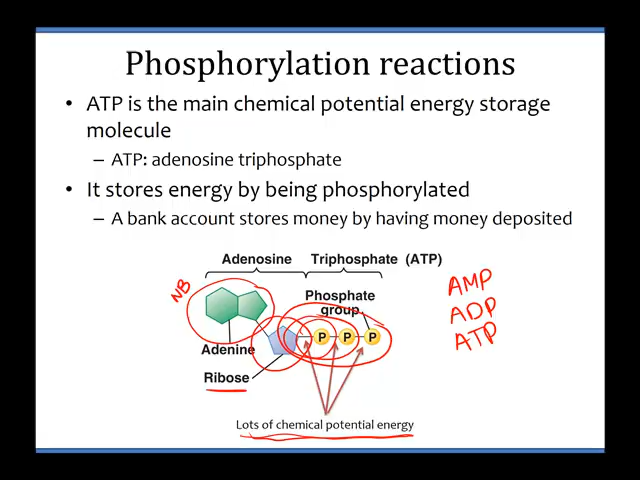 Phosphorylation reactions
• ATP is the main chemical potential energy storage
molecule
– ATP: adenosine triphosphate
• It stores energy by being phosphorylated
– A bank account stores money by having money deposited
Adenosine Triphosphate (ATP)
NB
Phosphate
group
AMP
ADP
ATP
P P P
Adenine
Ribose
Lots of chemical potential energy